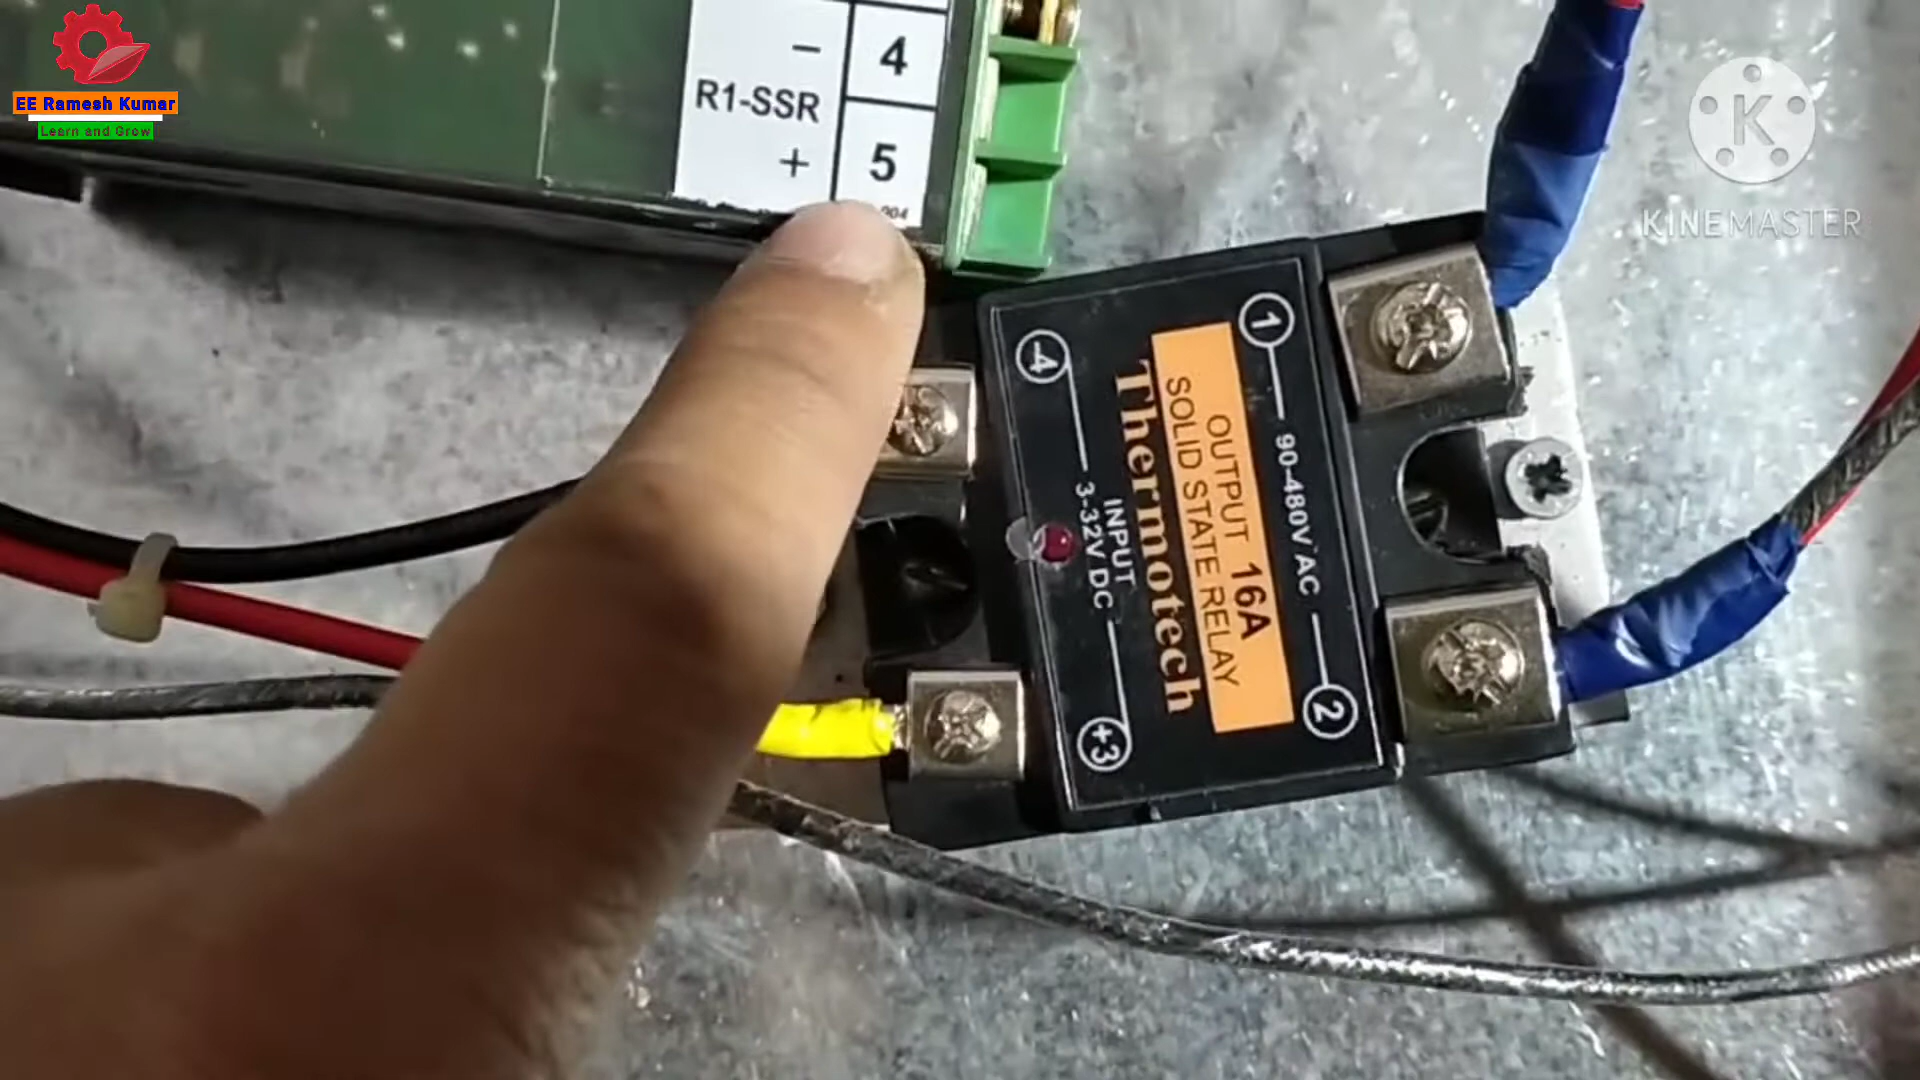 EE Ramesh Kumar
Learn and Grow
K
KINEMASTER
−
4
R1-SSR
+
5
004
1
90-480V AC
2
OUTPUT 16A
SOLID STATE RELAY
Thermotech
INPUT
3-32V DC
-4
+3